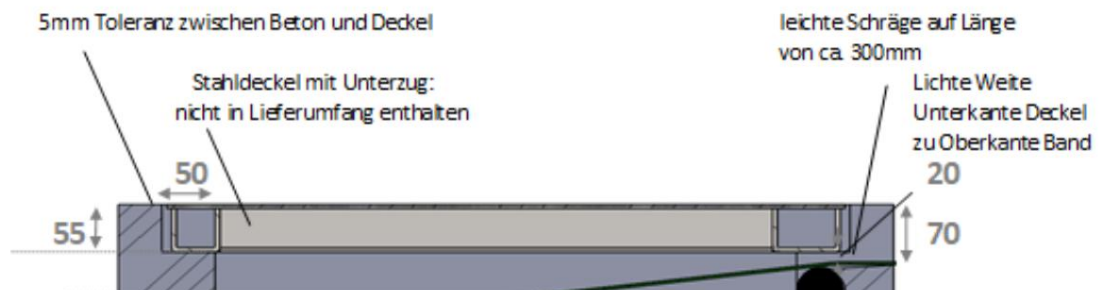 5mm Toleranz zwischen Beton und Deckel
leichte Schräge auf Länge
von ca. 300mm
Stahldeckel mit Unterzug:
nicht in Lieferumfang enthalten
Lichte Weite
Unterkante Deckel
zu Oberkante Band
50
20
55
70